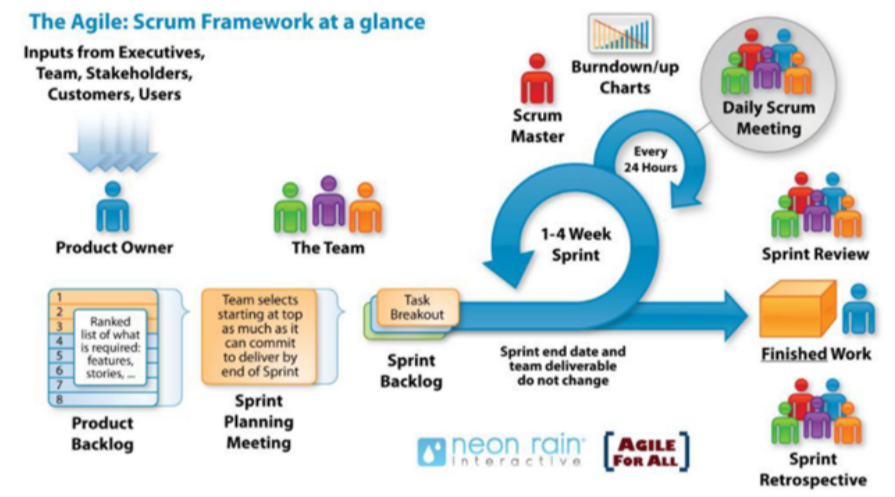 The Agile: Scrum Framework at a glance
Inputs from Executives,
Team, Stakeholders,
Customers, Users
Product Owner
The Team
1
2
3
4
5
6
7
8
Ranked
list of what
is required:
features,
stories, ...
Product
Backlog
Team selects
starting at top
as much as it
can commit
to deliver by
end of Sprint
Sprint
Planning
Meeting
Task
Breakout
Sprint
Backlog
Scrum
Master
Burndown/up
Charts
Every
24 Hours
1-4 Week
Sprint
Sprint end date and
team deliverable
do not change
Daily Scrum
Meeting
Sprint Review
Finished Work
Sprint
Retrospective
neon rain
interactive
AGILE
FOR ALL